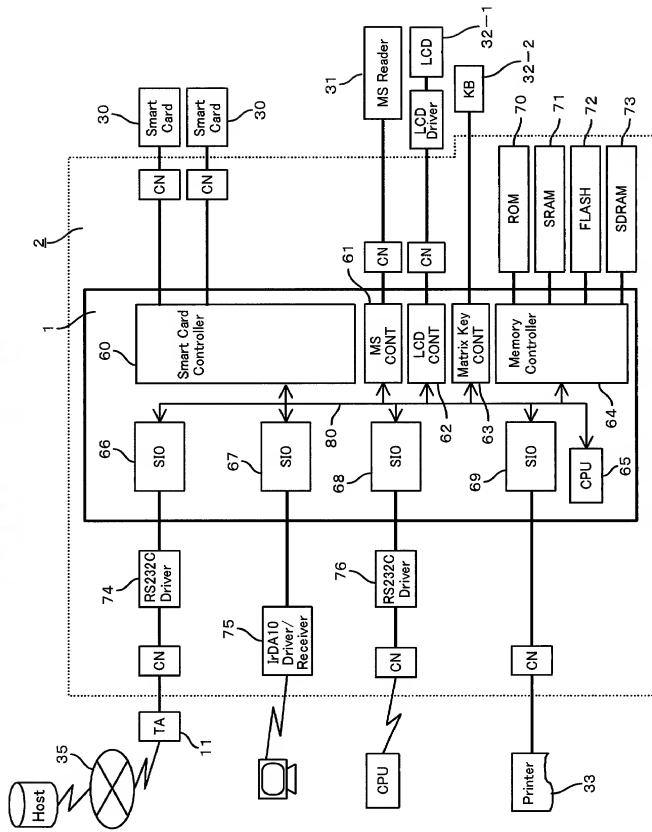 Host
35
TA
11
CN
74
RS232C
Driver
66
SIO
75
IrDA10
Driver/
Receiver
67
SIO
CPU
CN
76
RS232C
Driver
68
SIO
Printer
33
CN
69
SIO
CPU
65
80
1
2
60
Smart Card
Controller
CN
CN
30
Smart
Card
Smart
Card
30
61
MS
CONT
CN
31
MS Reader
LCD
CONT
62
CN
LCD
Driver
LCD
32-1
Matrix Key
CONT
63
KB
32-2
Memory
Controller
64
ROM
70
SRAM
71
FLASH
72
SDRAM
73